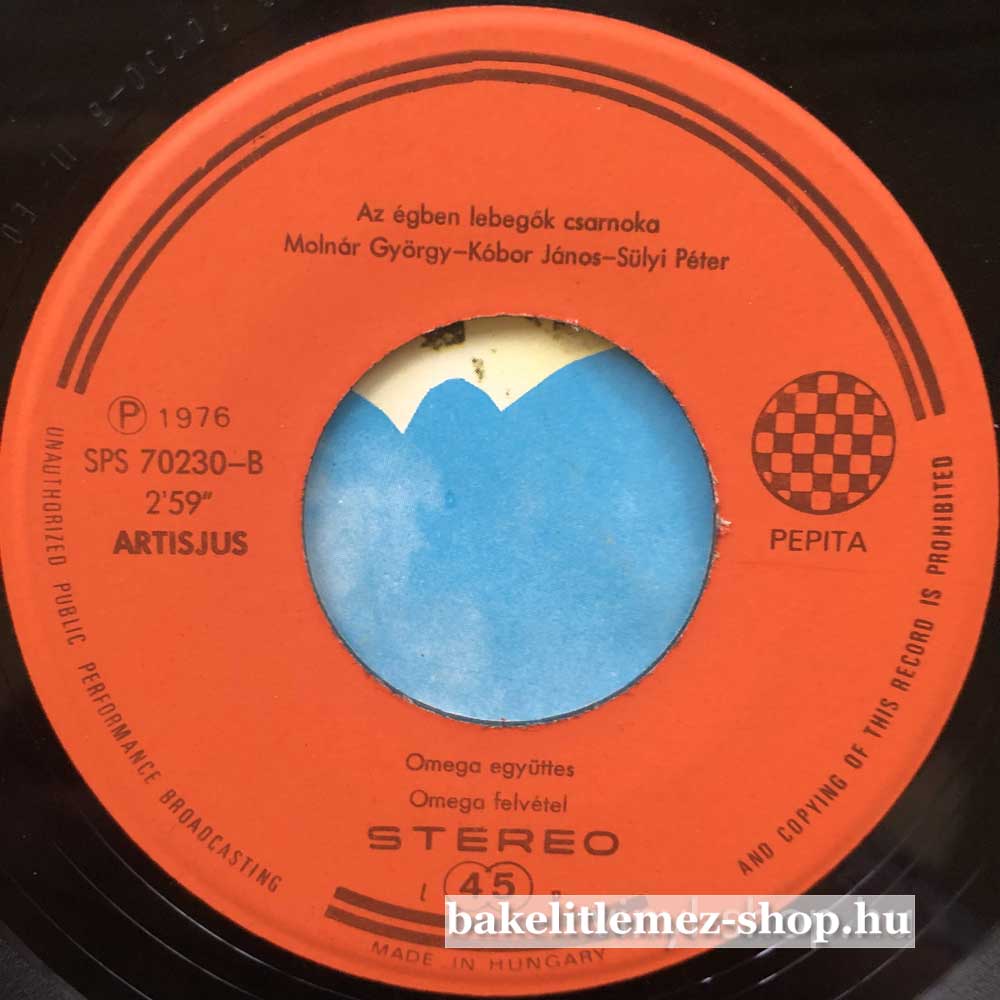 Az égben lebegők csarnoka
Molnár György–Kóbor János–Sülyi Péter
Ⓟ 1976
SPS 70230–B
2'59"
ARTISJUS
PEPITA
Omega együttes
Omega felvétel
STEREO
45
UNAUTHORIZED PUBLIC PERFORMANCE BROADCASTING
AND COPYING OF THIS RECORD IS PROHIBITED
MADE IN HUNGARY
bakelitlemez-shop.hu